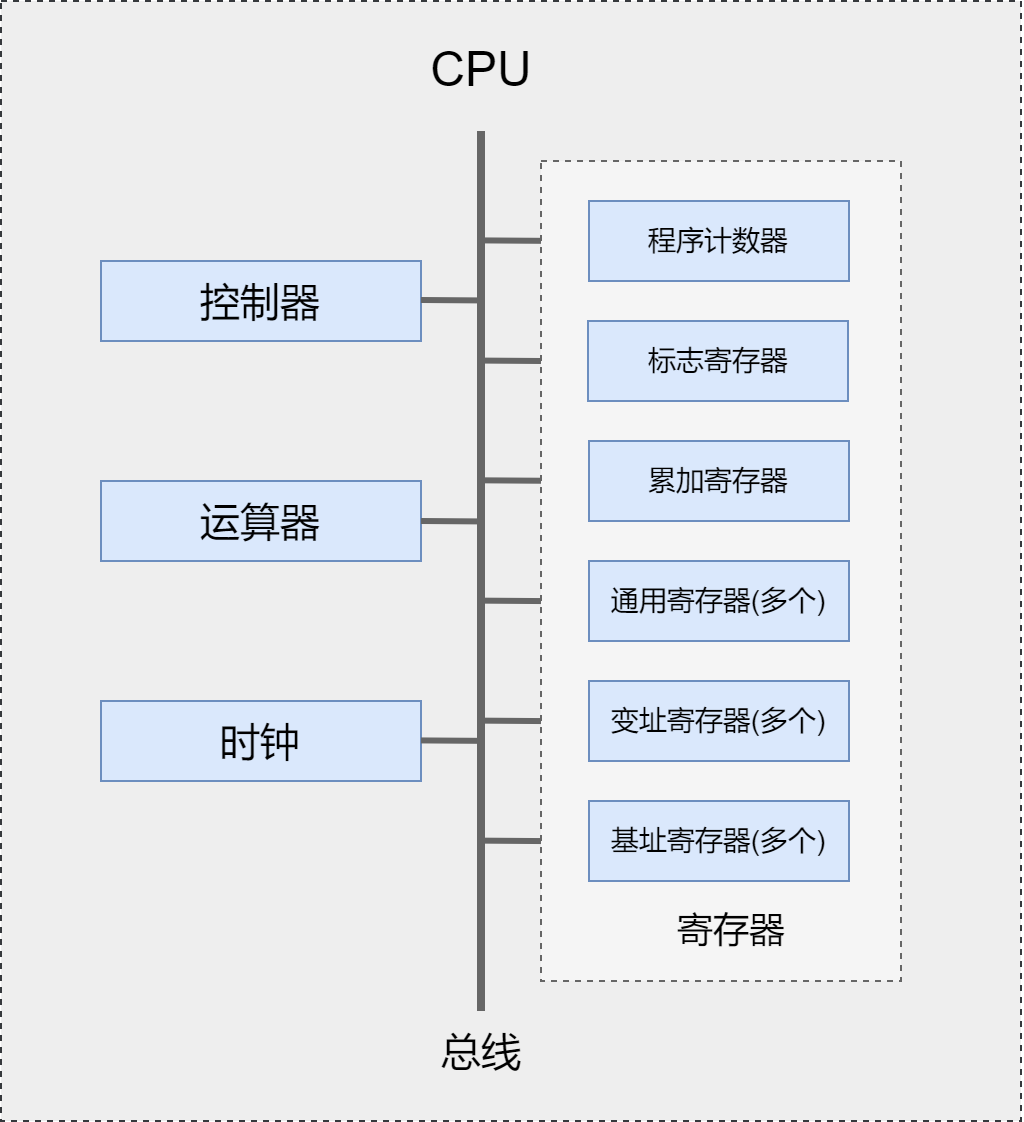 CPU
控制器
运算器
时钟
程序计数器
标志寄存器
累加寄存器
通用寄存器(多个)
变址寄存器(多个)
基址寄存器(多个)
寄存器
总线